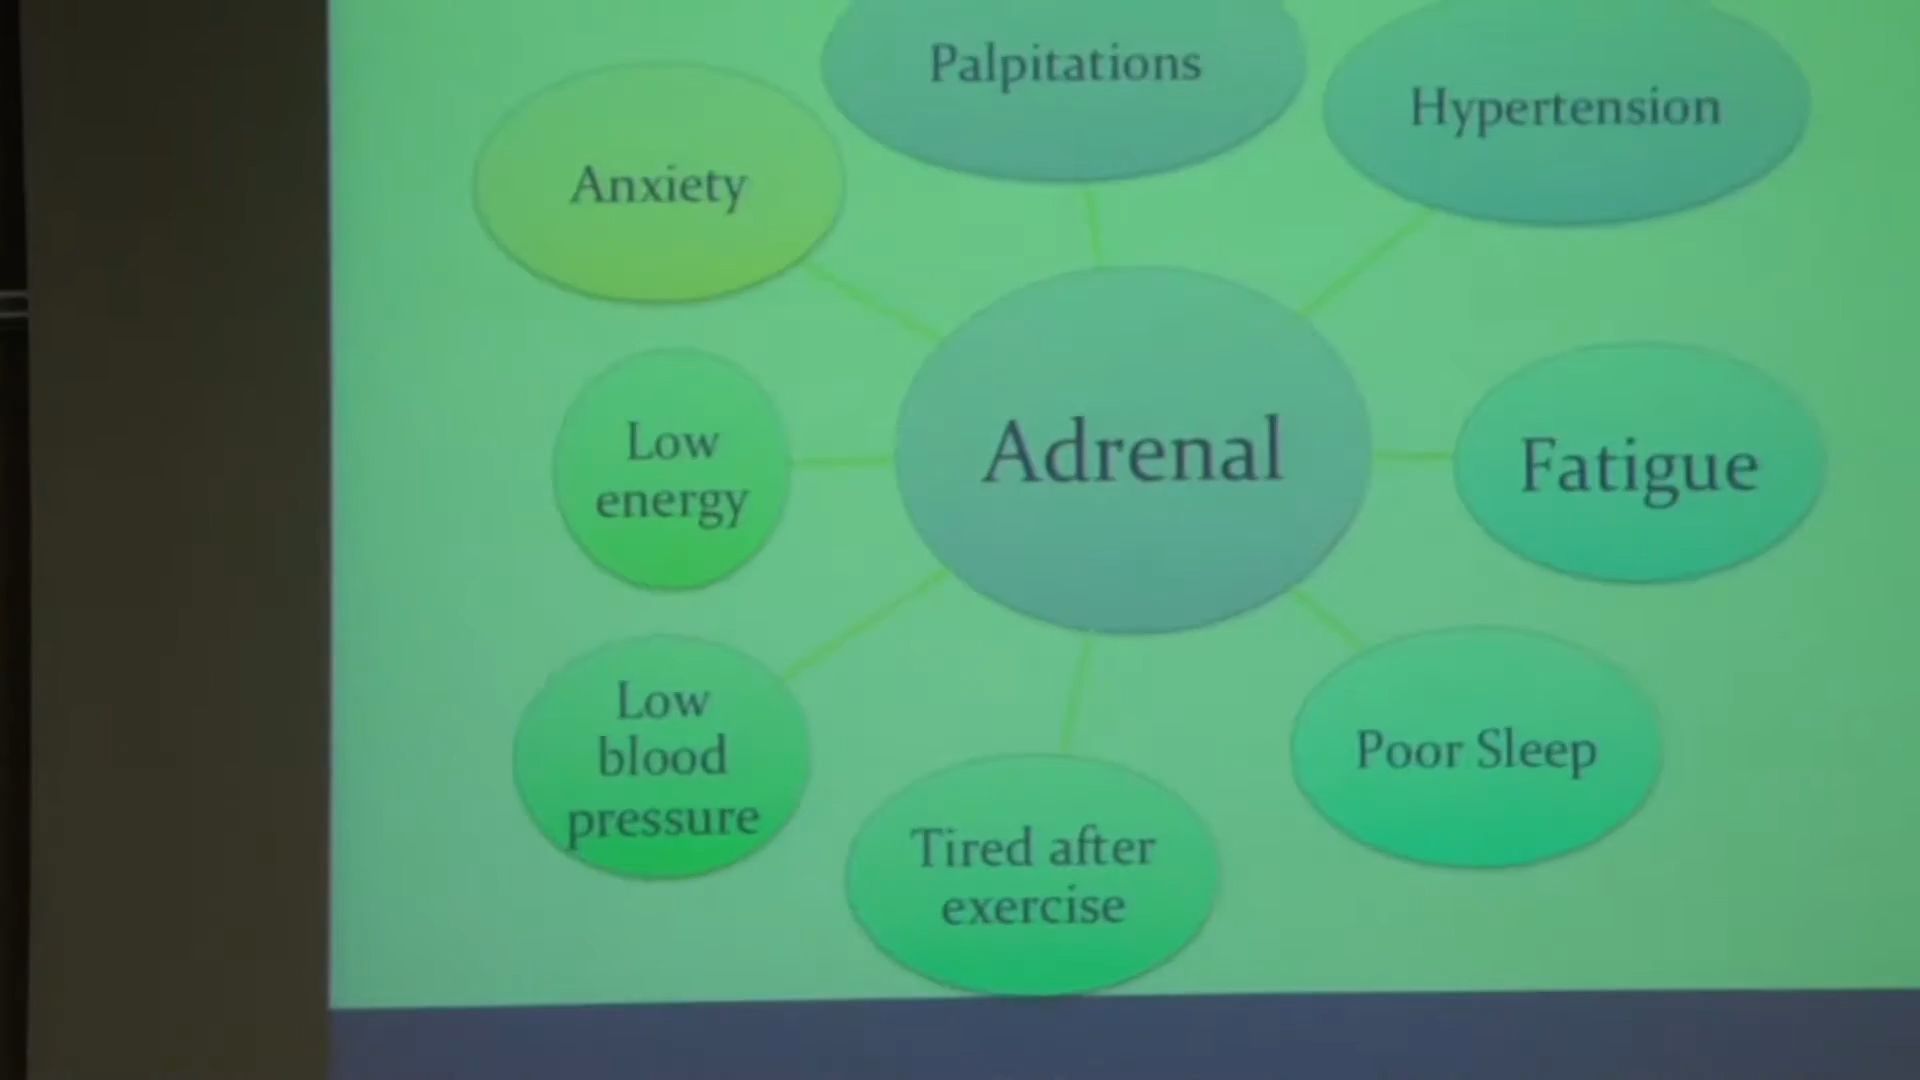 Palpitations
Hypertension
Anxiety
Low
energy
Adrenal
Fatigue
Low
blood
pressure
Tired after
exercise
Poor Sleep